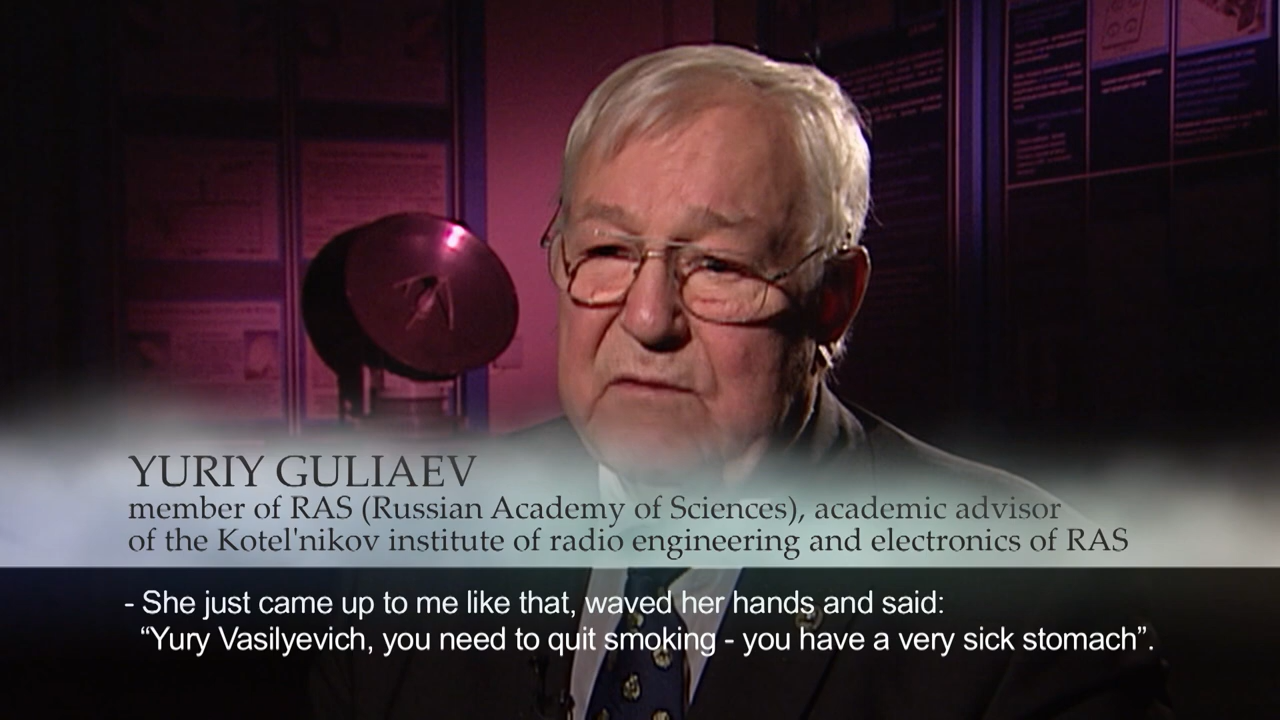 YURIY GULIAEV
member of RAS (Russian Academy of Sciences), academic advisor
of the Kotel'nikov institute of radio engineering and electronics of RAS
- She just came up to me like that, waved her hands and said:
“Yury Vasilyevich, you need to quit smoking - you have a very sick stomach”.